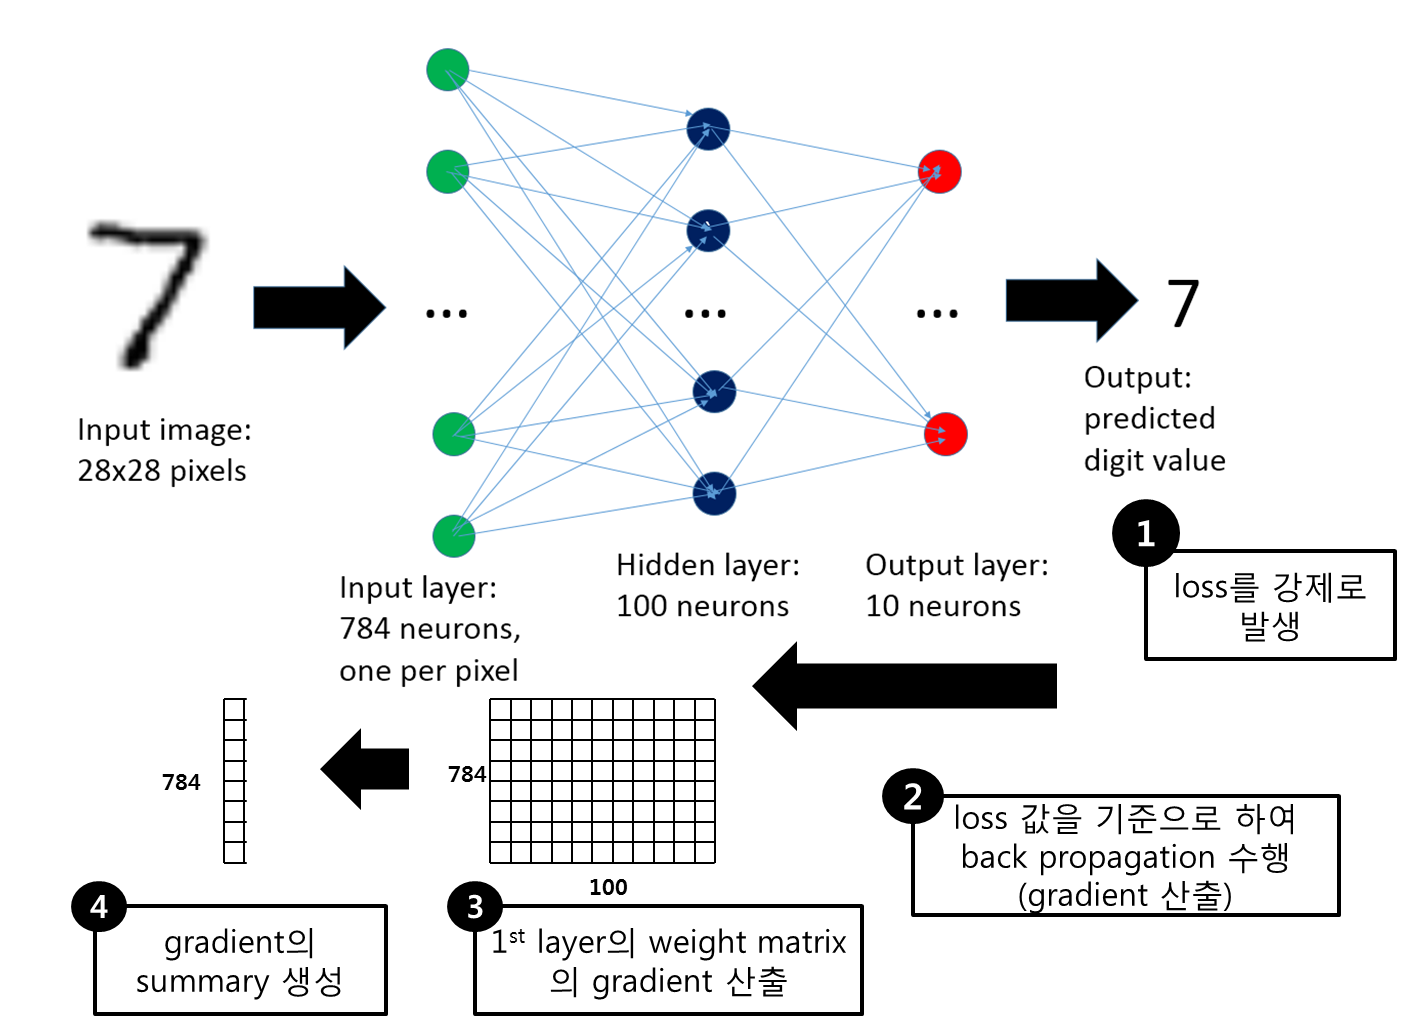 7
...
...
...
7
Input image:
28x28 pixels
Output:
predicted
digit value
Input layer:
784 neurons,
one per pixel
Hidden layer:
100 neurons
Output layer:
10 neurons
1
loss를 강제로
발생
2
loss 값을 기준으로 하여
back propagation 수행
(gradient 산출)
784
100
3
1st layer의 weight matrix
의 gradient 산출
784
4
gradient의
summary 생성